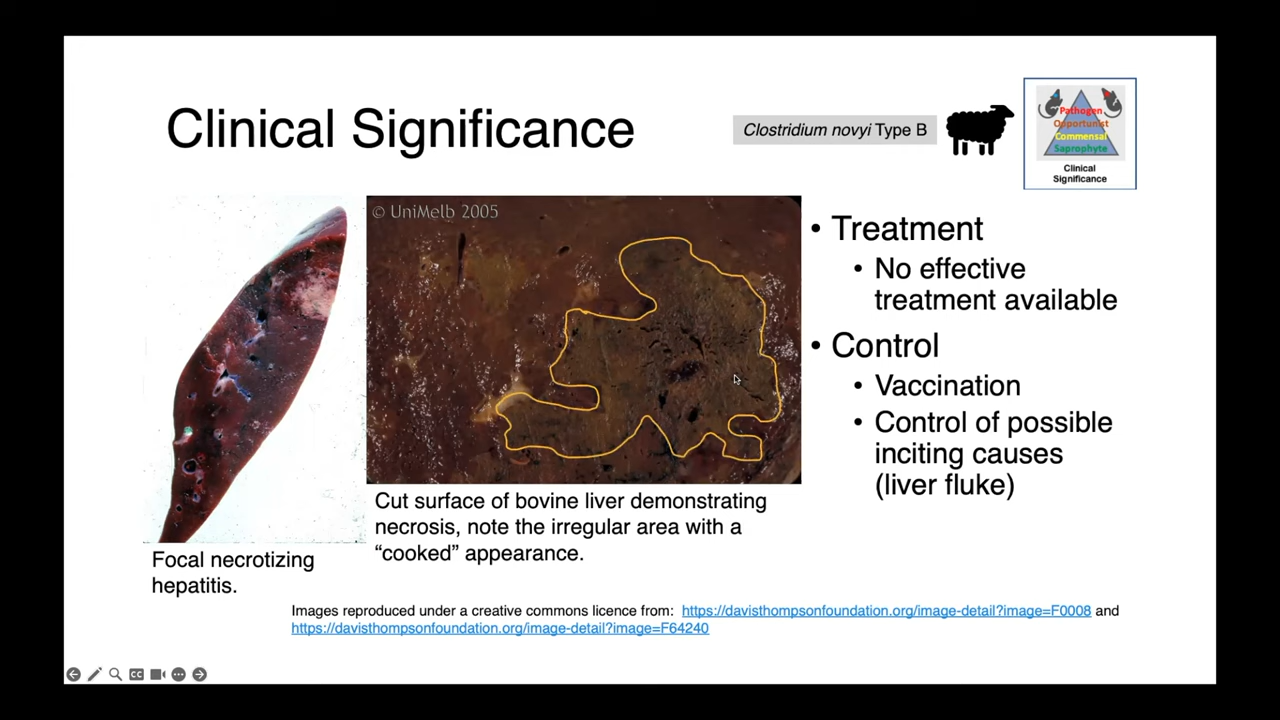 Clinical Significance
Clostridium novyi Type B
Pathogen
Opportunist
Commensal
Saprophyte
Clinical
Significance
© UniMelb 2005
• Treatment
• No effective
treatment available
• Control
• Vaccination
• Control of possible
inciting causes
(liver fluke)
Cut surface of bovine liver demonstrating
necrosis, note the irregular area with a
“cooked” appearance.
Focal necrotizing
hepatitis.
Images reproduced under a creative commons licence from: https://davisthompsonfoundation.org/image-detail?image=F0008 and
https://davisthompsonfoundation.org/image-detail?image=F64240
CC